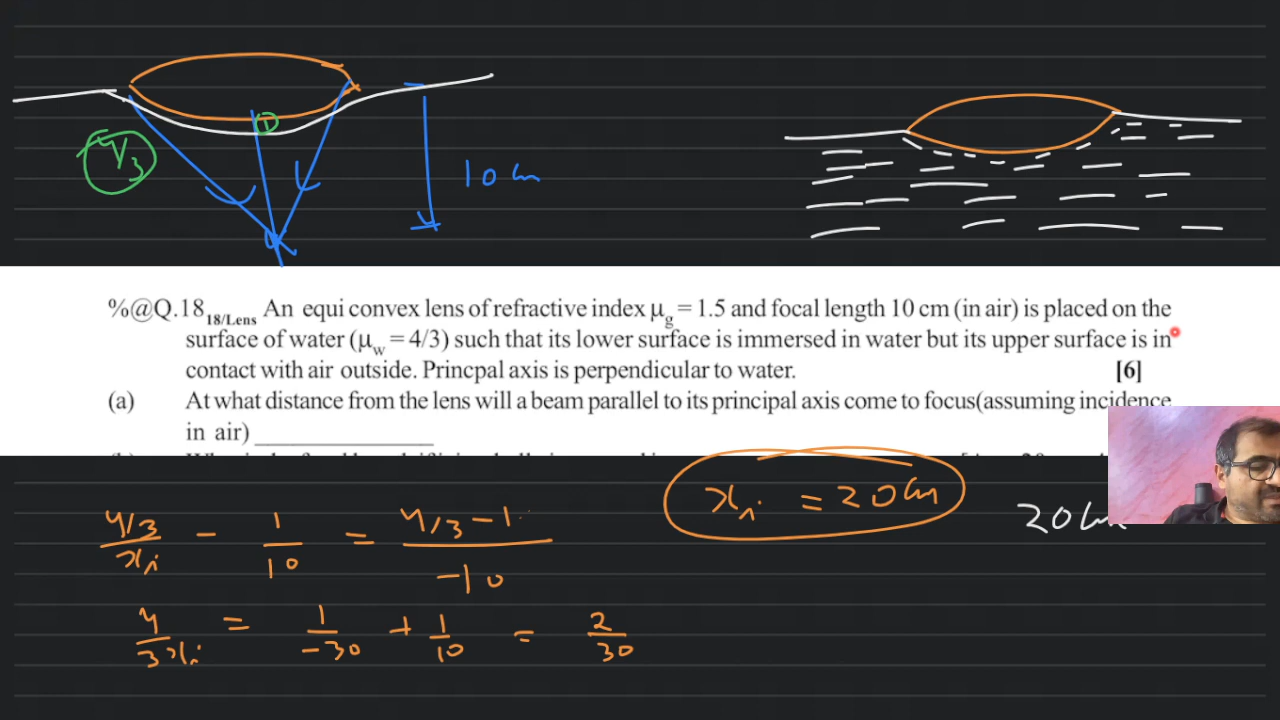 4/3
1
10 cm
%@Q.18 18/Lens An equi convex lens of refractive index μg = 1.5 and focal length 10 cm (in air) is placed on the
surface of water (μw = 4/3) such that its lower surface is immersed in water but its upper surface is in
contact with air outside. Princpal axis is perpendicular to water. [6]
(a) At what distance from the lens will a beam parallel to its principal axis come to focus(assuming incidence
in air)
xi = 20 cm
20 cm
(4/3)/xi - 1/10 = (4/3 - 1)/-10
4/3xi = 1/-30 + 1/10 = 2/30